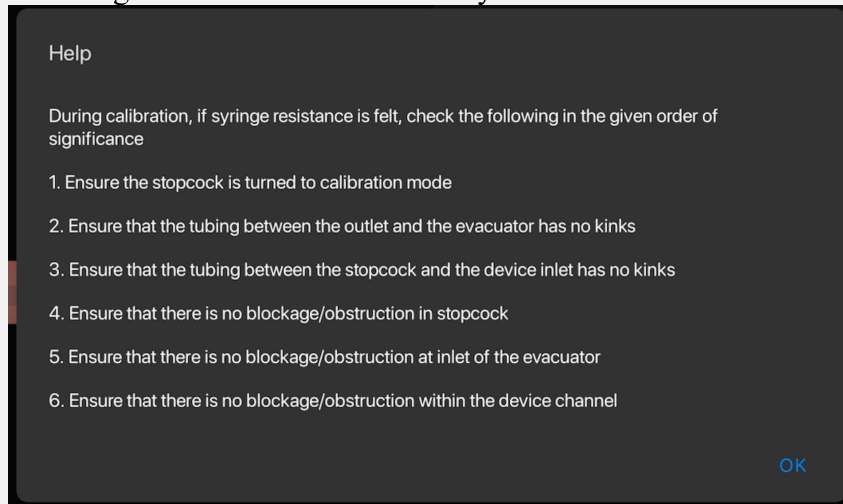 Help
During calibration, if syringe resistance is felt, check the following in the given order of
significance
1. Ensure the stopcock is turned to calibration mode
2. Ensure that the tubing between the outlet and the evacuator has no kinks
3. Ensure that the tubing between the stopcock and the device inlet has no kinks
4. Ensure that there is no blockage/obstruction in stopcock
5. Ensure that there is no blockage/obstruction at inlet of the evacuator
6. Ensure that there is no blockage/obstruction within the device channel
OK